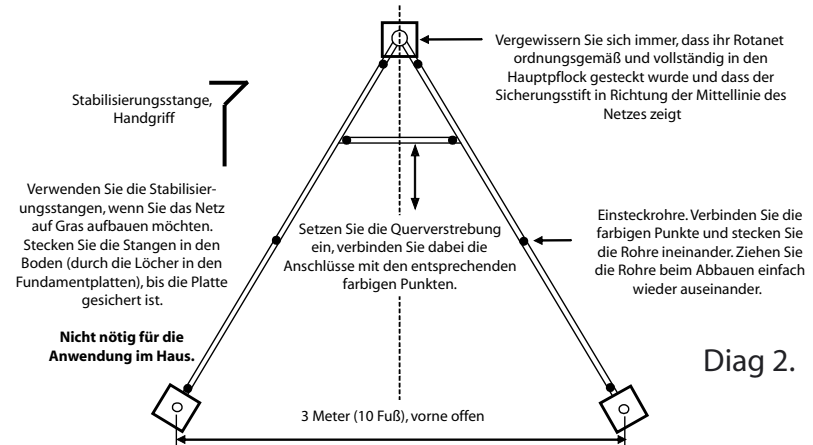 Vergewissern Sie sich immer, dass ihr Rotanet
ordnungsgemäß und vollständig in den
Hauptpflock gesteckt wurde und dass der
Sicherungsstift in Richtung der Mittellinie des
Netzes zeigt
Stabilisierungsstange,
Handgriff
Verwenden Sie die Stabilisier-
ungsstangen, wenn Sie das Netz
auf Gras aufbauen möchten.
Stecken Sie die Stangen in den
Boden (durch die Löcher in den
Fundamentplatten), bis die Platte
gesichert ist.
Nicht nötig für die
Anwendung im Haus.
Setzen Sie die Querverstrebung
ein, verbinden Sie dabei die
Anschlüsse mit den entsprechenden
farbigen Punkten.
Einsteckrohre. Verbinden Sie die
farbigen Punkte und stecken Sie
die Rohre ineinander. Ziehen Sie
die Rohre beim Abbauen einfach
wieder auseinander.
Diag 2.
3 Meter (10 Fuß), vorne offen